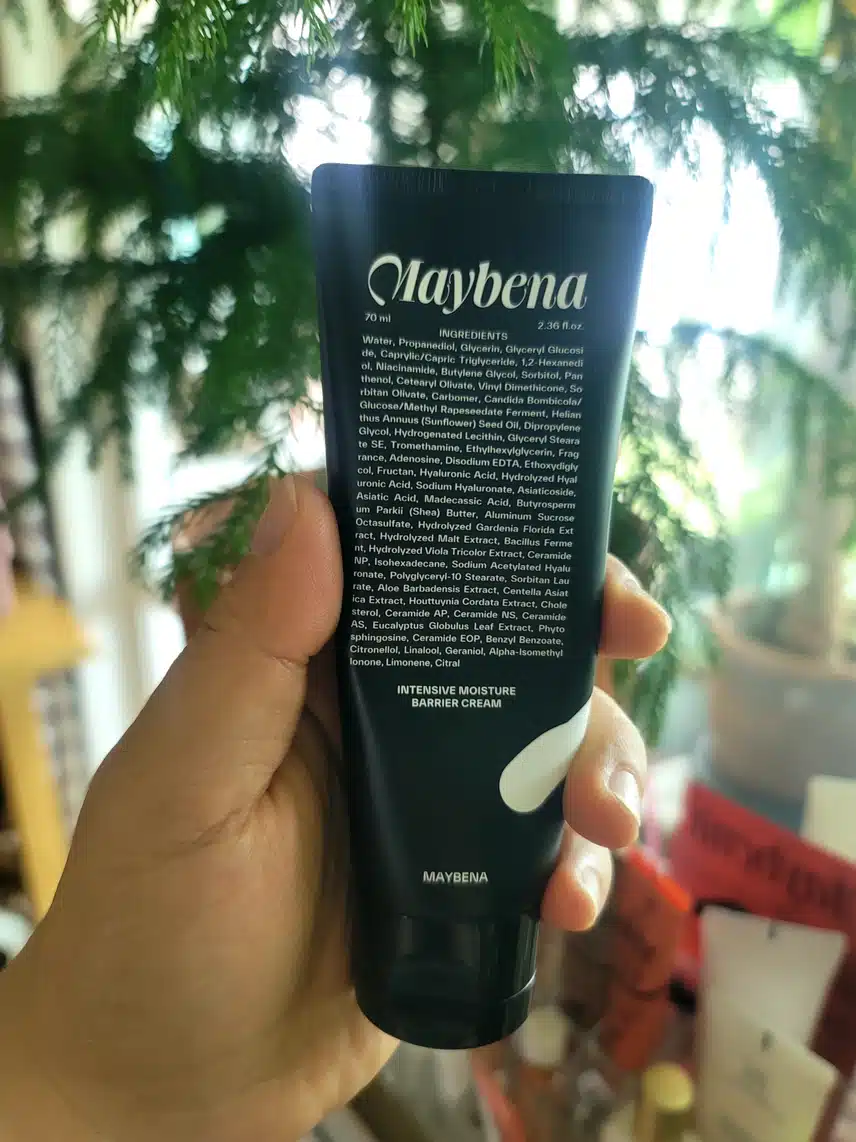 Maybena
70 ml 2.36 fl.oz.
INGREDIENTS
Water, Propanediol, Glycerin, Glyceryl Glucosi
de, Caprylic/Capric Triglyceride, 1,2-Hexanedi
ol, Niacinamide, Butylene Glycol, Sorbitol, Pan
thenol, Cetearyl Olivate, Vinyl Dimethicone, So
rbitan Olivate, Carbomer, Candida Bombicola/
Glucose/Methyl Rapeseedate Ferment, Helian
thus Annuus (Sunflower) Seed Oil, Dipropylene
Glycol, Hydrogenated Lecithin, Glyceryl Steara
te SE, Tromethamine, Ethylhexylglycerin, Frag
rance, Adenosine, Disodium EDTA, Ethoxydigly
col, Fructan, Hyaluronic Acid, Hydrolyzed Hyal
uronic Acid, Sodium Hyaluronate, Asiaticoside,
Asiatic Acid, Madecassic Acid, Butyrosperm
um Parkii (Shea) Butter, Aluminum Sucrose
Octasulfate, Hydrolyzed Gardenia Florida Ext
ract, Hydrolyzed Malt Extract, Bacillus Ferme
nt, Hydrolyzed Viola Tricolor Extract, Ceramide
NP, Isohexadecane, Sodium Acetylated Hyalu
ronate, Polyglyceryl-10 Stearate, Sorbitan Lau
rate, Aloe Barbadensis Extract, Centella Asiat
ica Extract, Houttuynia Cordata Extract, Chole
sterol, Ceramide AP, Ceramide NS, Ceramide
AS, Eucalyptus Globulus Leaf Extract, Phyto
sphingosine, Ceramide EOP, Benzyl Benzoate,
Citronellol, Linalool, Geraniol, Alpha-Isomethyl
Ionone, Limonene, Citral
INTENSIVE MOISTURE
BARRIER CREAM
MAYBENA